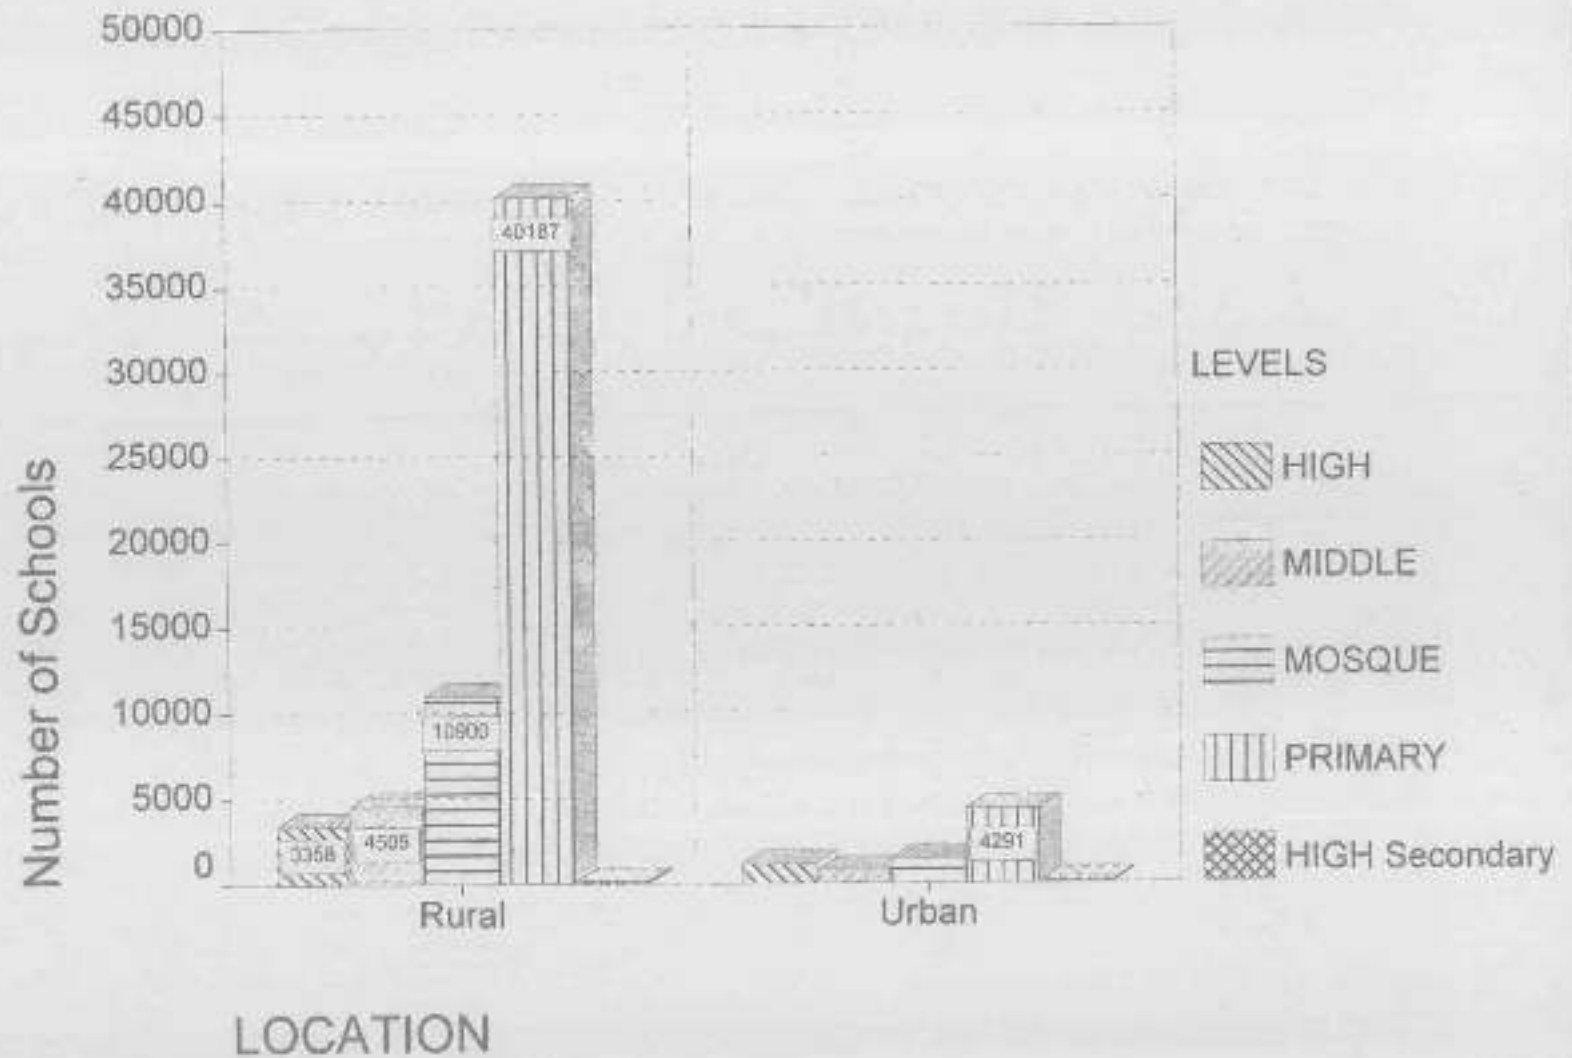 50000
45000
40000
35000
30000
25000
20000
15000
10000
5000
0
Number of Schools
3358
4505
10900
40187
4291
Rural
Urban
LOCATION
LEVELS
HIGH
MIDDLE
MOSQUE
PRIMARY
HIGH Secondary